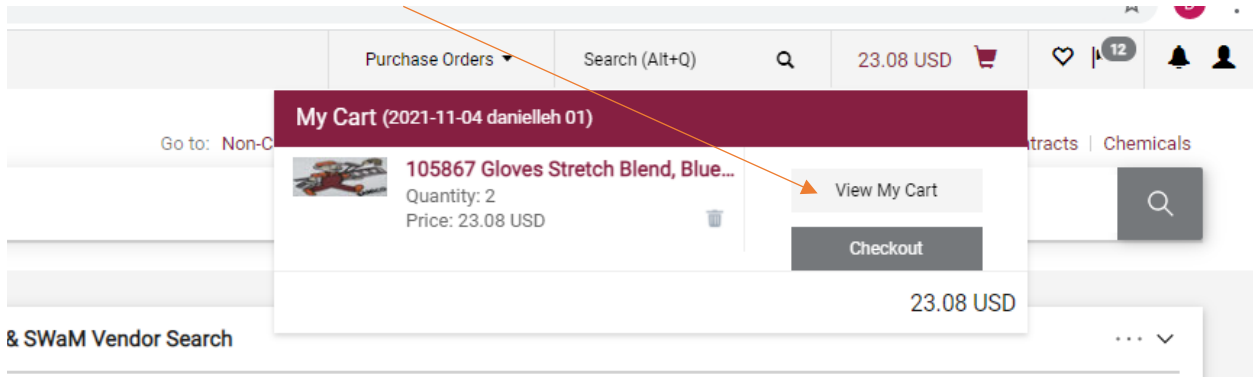 Purchase Orders Search (Alt+Q) 23.08 USD 12
My Cart (2021-11-04 danielleh 01)
Go to: Non-C
tracts | Chemicals
105867 Gloves Stretch Blend, Blue...
Quantity: 2
Price: 23.08 USD
View My Cart
Checkout
23.08 USD
& SWaM Vendor Search